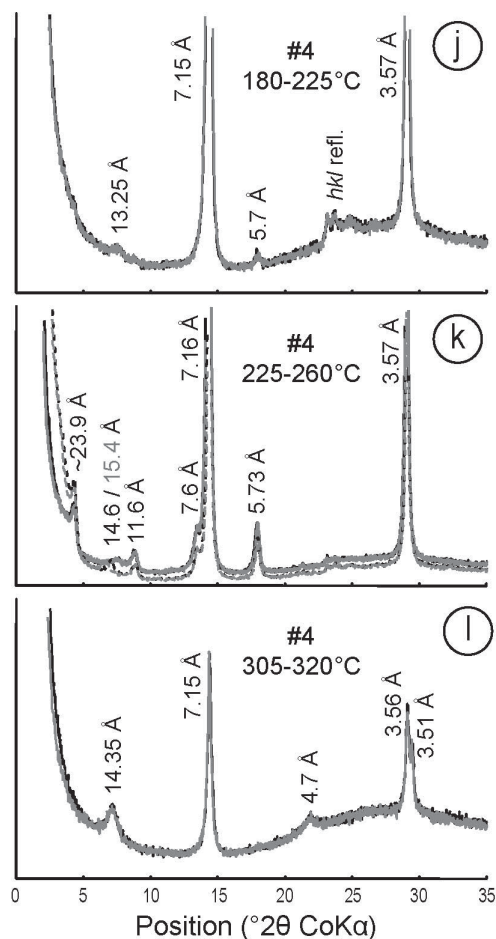 j
#4
180-225°C
13.25 Å
7.15 Å
5.7 Å
hkl refl.
3.57 Å
k
#4
225-260°C
~23.9 Å
14.6 / 15.4 Å
11.6 Å
7.6 Å
7.16 Å
5.73 Å
3.57 Å
l
#4
305-320°C
14.35 Å
7.15 Å
4.7 Å
3.56 Å
3.51 Å
0 5 10 15 20 25 30 35
Position (°2θ CoKα)